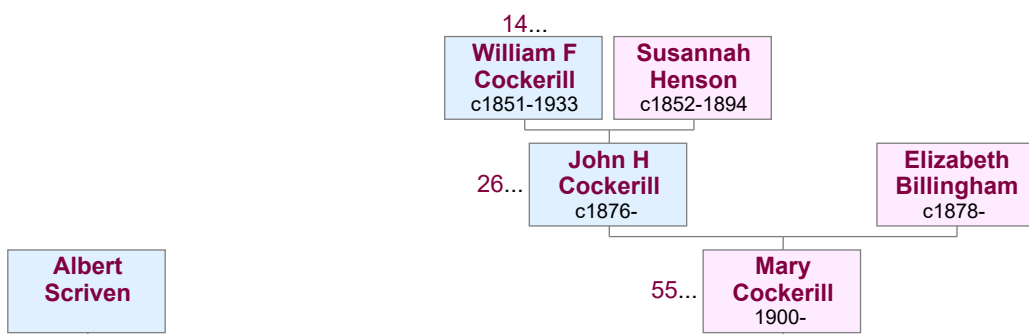 14...
William F
Cockerill
c1851-1933
Susannah
Henson
c1852-1894
26...
John H
Cockerill
c1876-
Elizabeth
Billingham
c1878-
Albert
Scriven
55...
Mary
Cockerill
1900-